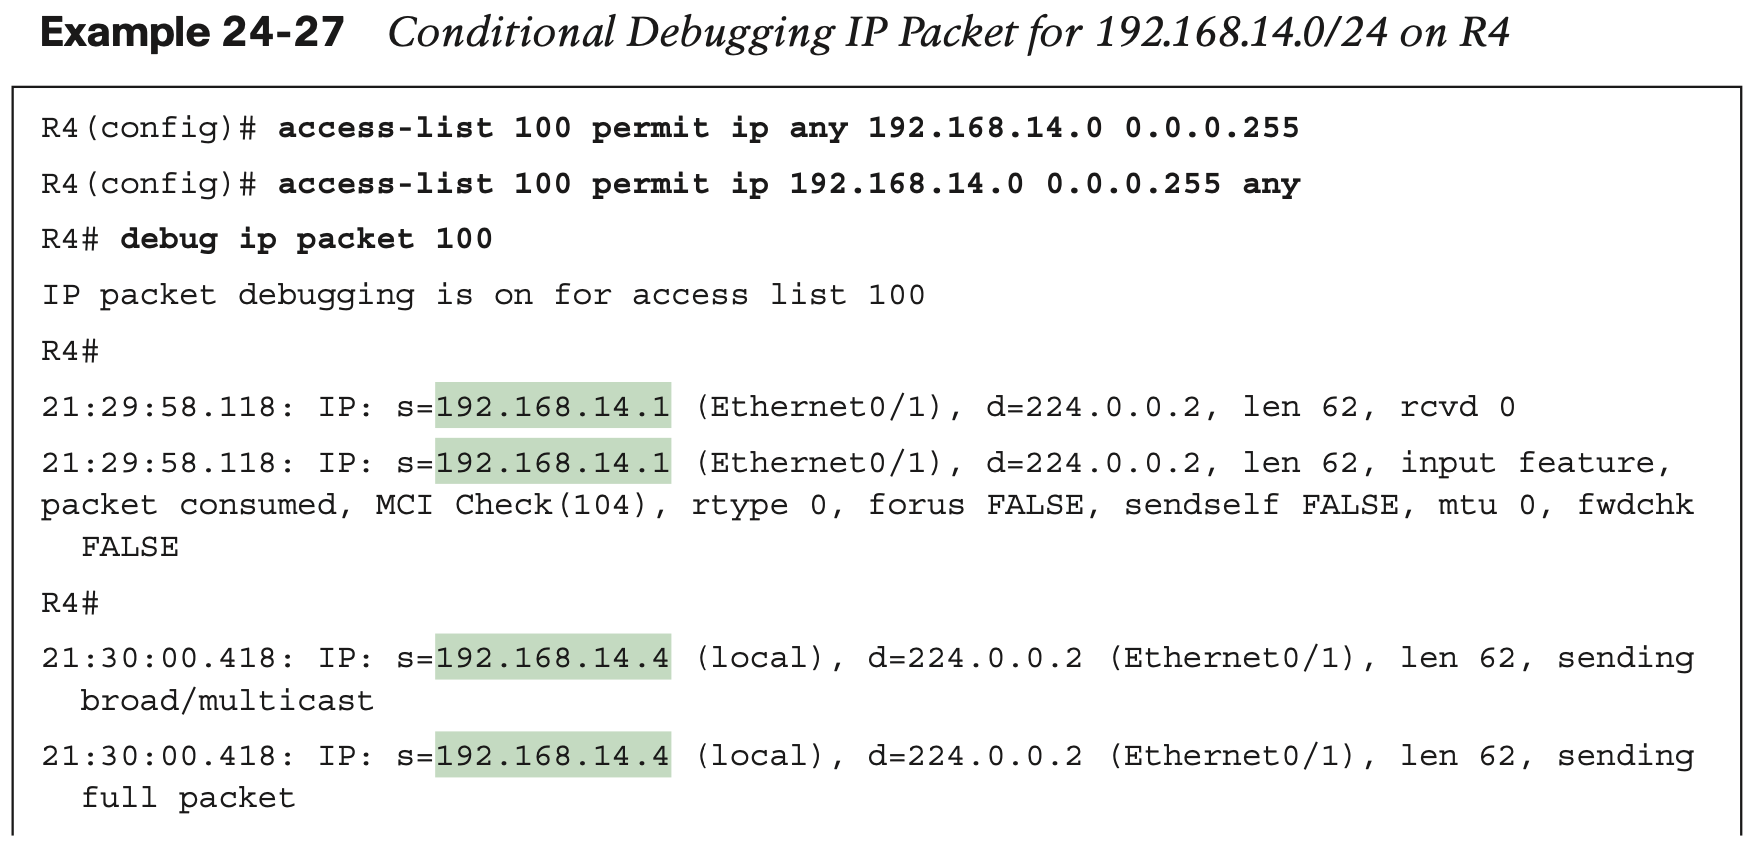 Example 24-27 Conditional Debugging IP Packet for 192.168.14.0/24 on R4
R4(config)# access-list 100 permit ip any 192.168.14.0 0.0.0.255
R4(config)# access-list 100 permit ip 192.168.14.0 0.0.0.255 any
R4# debug ip packet 100
IP packet debugging is on for access list 100
R4#
21:29:58.118: IP: s=192.168.14.1 (Ethernet0/1), d=224.0.0.2, len 62, rcvd 0
21:29:58.118: IP: s=192.168.14.1 (Ethernet0/1), d=224.0.0.2, len 62, input feature,
packet consumed, MCI Check(104), rtype 0, forus FALSE, sendself FALSE, mtu 0, fwdchk
FALSE
R4#
21:30:00.418: IP: s=192.168.14.4 (local), d=224.0.0.2 (Ethernet0/1), len 62, sending
broad/multicast
21:30:00.418: IP: s=192.168.14.4 (local), d=224.0.0.2 (Ethernet0/1), len 62, sending
full packet